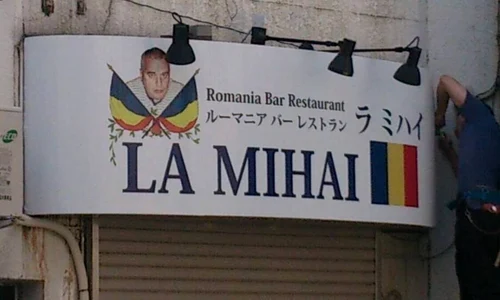 Romania Bar Restaurant
ルーマニア バー レストラン ラ ミハイ
LA MIHAI